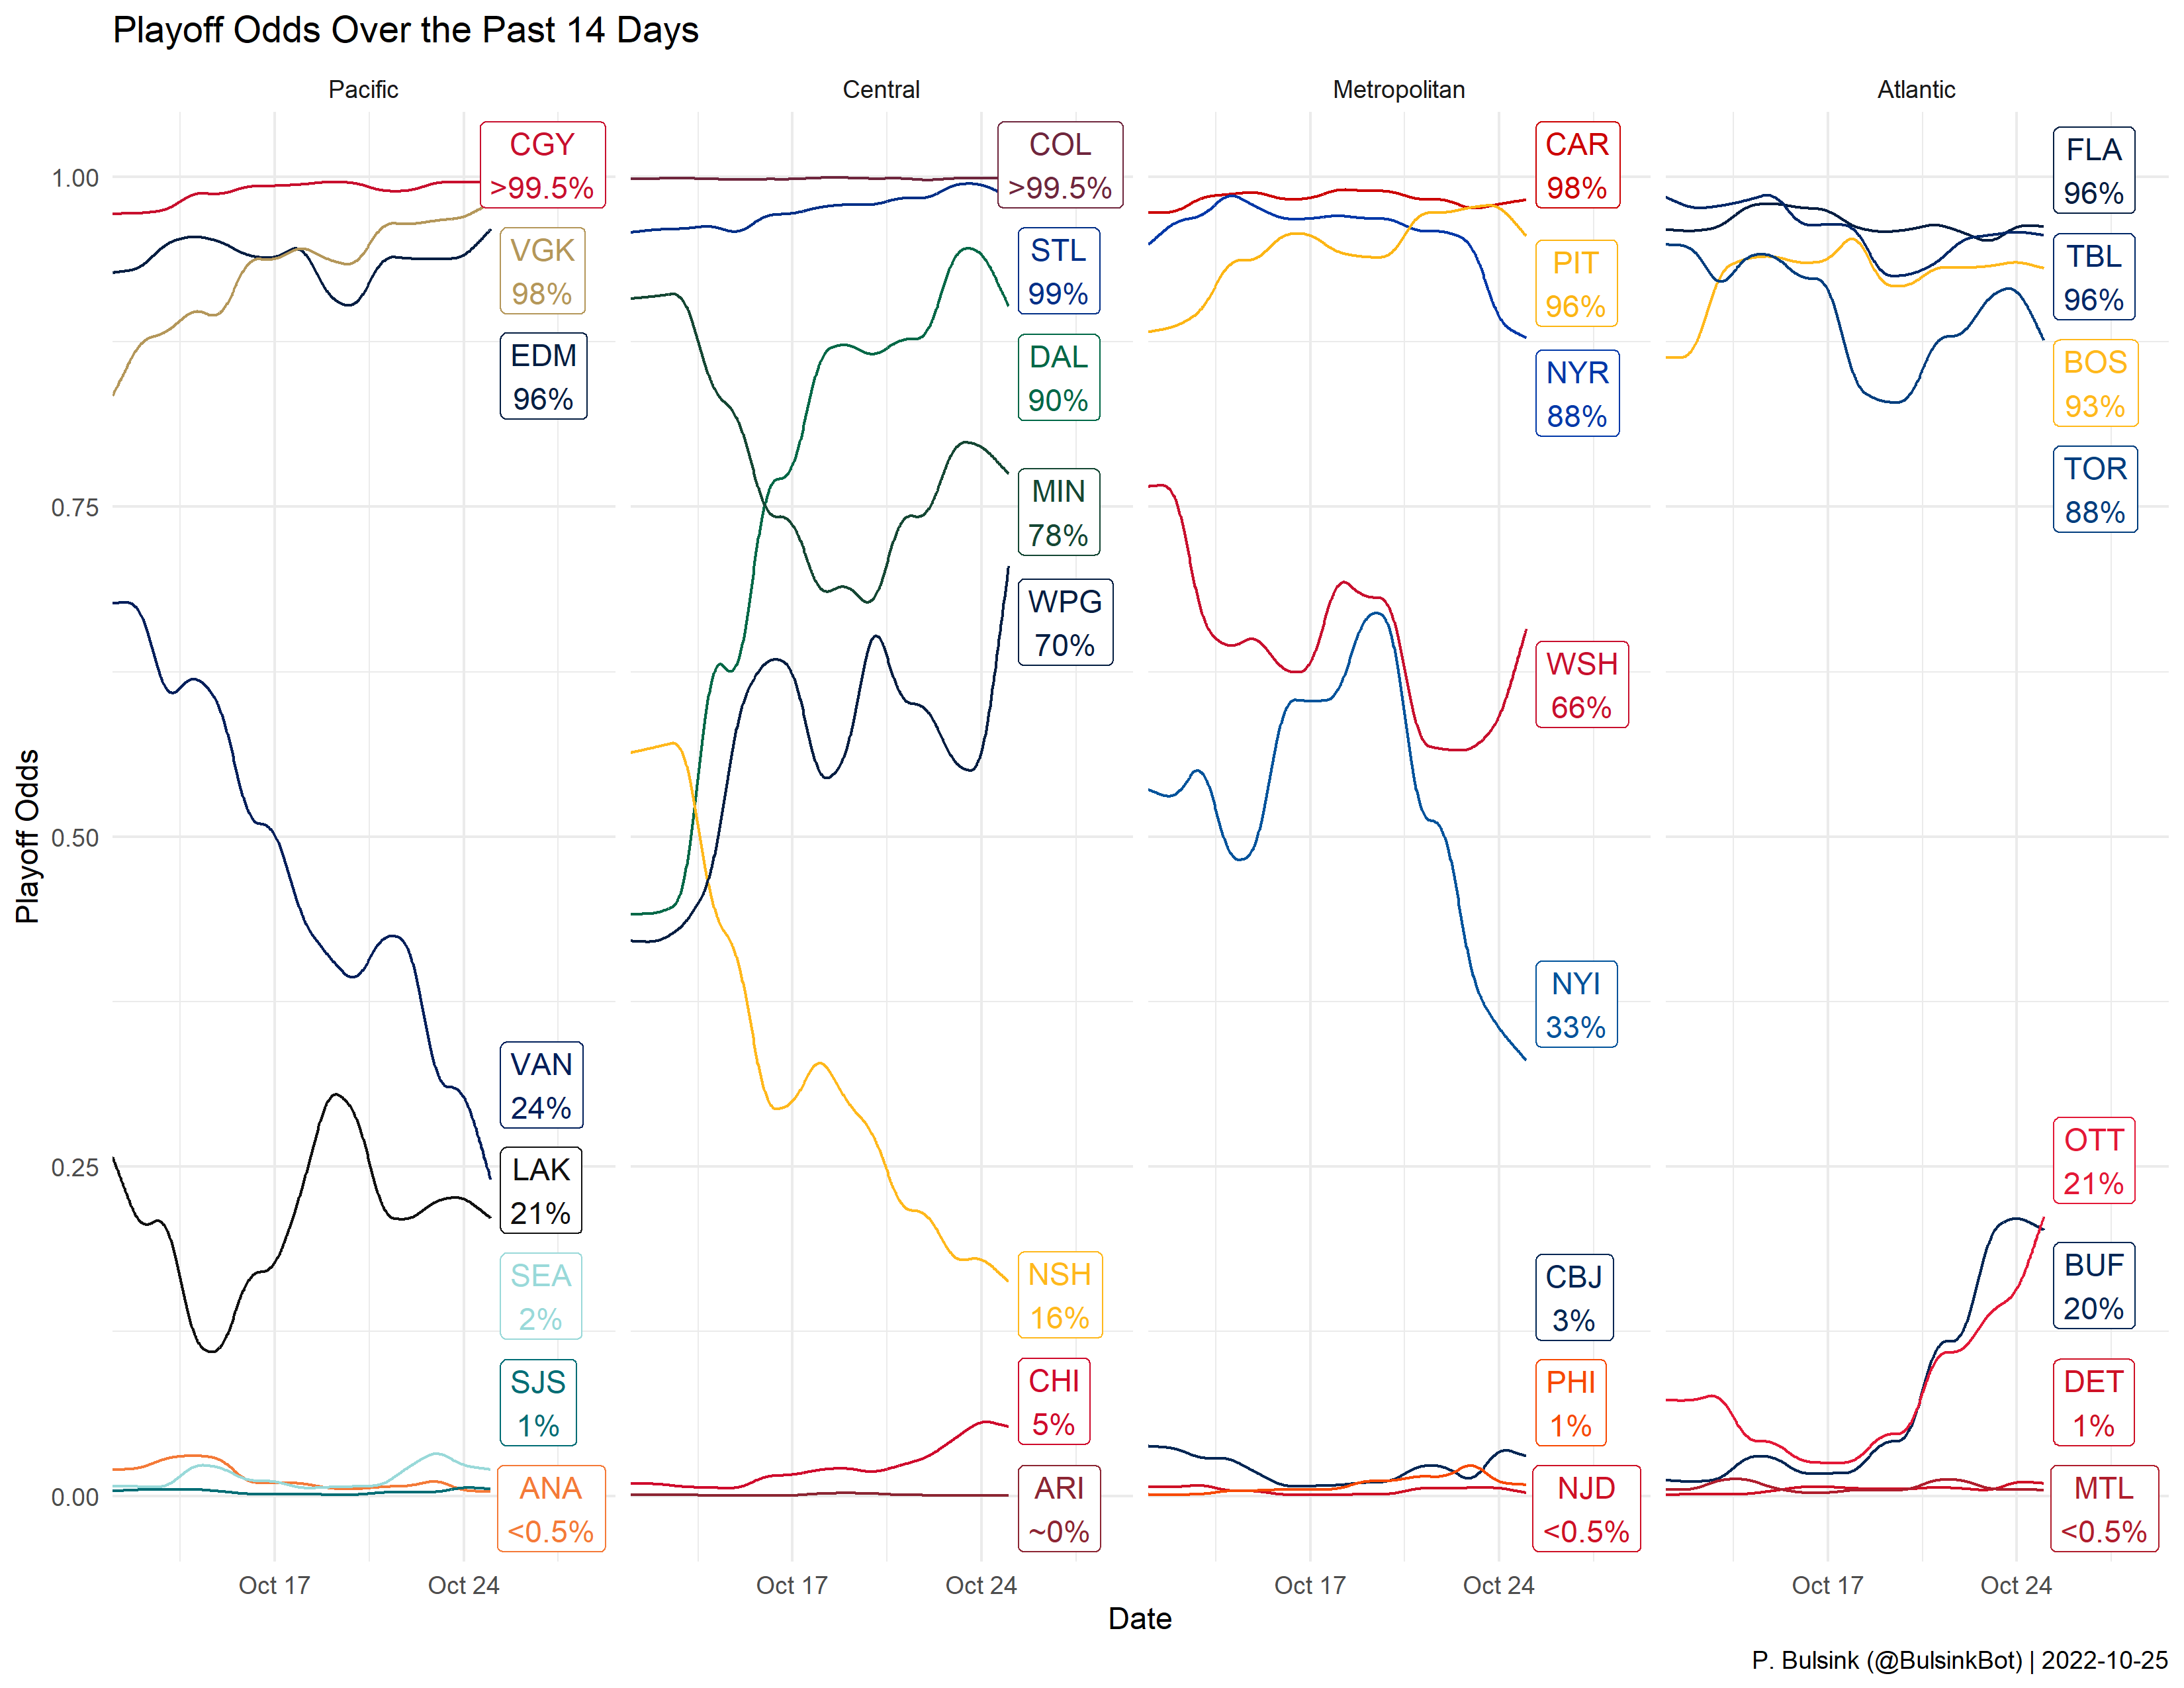 Playoff Odds Over the Past 14 Days
Pacific
Central
Metropolitan
Atlantic
Playoff Odds
1.00
0.75
0.50
0.25
0.00
CGY
>99.5%
VGK
98%
EDM
96%
VAN
24%
LAK
21%
SEA
2%
SJS
1%
ANA
<0.5%
COL
>99.5%
STL
99%
DAL
90%
MIN
78%
WPG
70%
NSH
16%
CHI
5%
ARI
~0%
CAR
98%
PIT
96%
NYR
88%
WSH
66%
NYI
33%
CBJ
3%
PHI
1%
NJD
<0.5%
FLA
96%
TBL
96%
BOS
93%
TOR
88%
OTT
21%
BUF
20%
DET
1%
MTL
<0.5%
Oct 17
Oct 24
Oct 17
Oct 24
Oct 17
Oct 24
Oct 17
Oct 24
Date
P. Bulsink (@BulsinkBot) | 2022-10-25